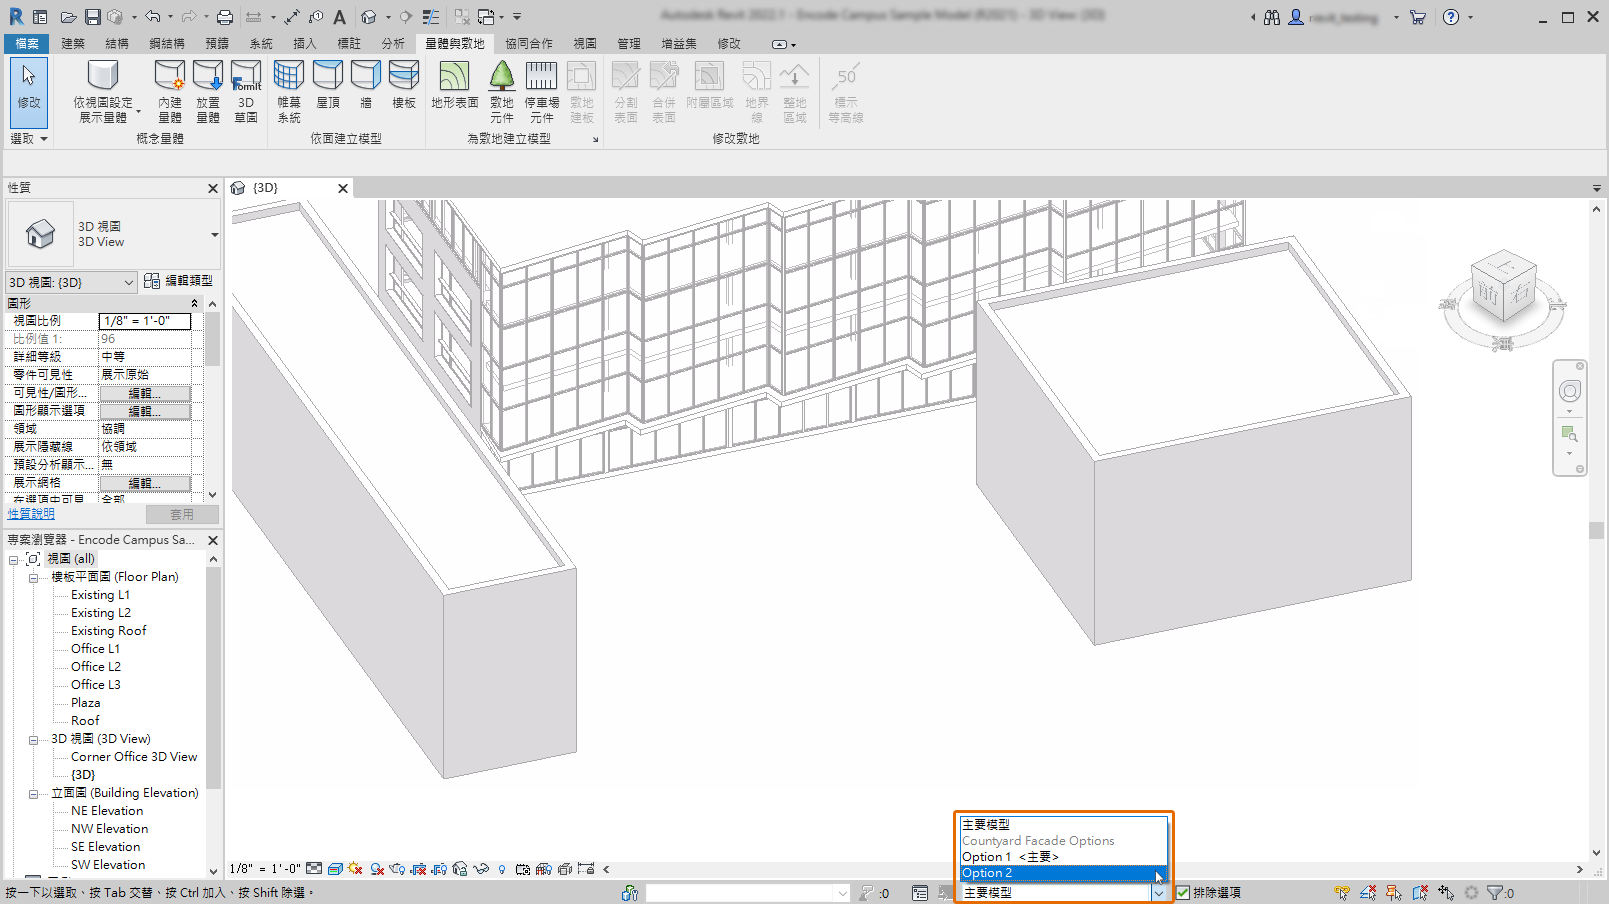 Autodesk Revit 2022.1 - Encode Campus Sample Model (R2021) - 3D View: {3D}
revit_testing
檔案 建築 結構 鋼結構 預鑄 系統 插入 標註 分析 量體與敷地 協同合作 視圖 管理 增益集 修改
修改
依視圖設定
展示量體
內建
量體
放置
量體
FormIt
3D
草圖
帷幕
系統
屋頂
牆
樓板
地形表面
敷地
元件
停車場
元件
敷地
建板
分割
表面
合併
表面
附屬區域
地界
線
整地
區域
50
標示
等高線
選取
概念量體
依面建立模型
為敷地建立模型
修改敷地
性質
{3D}
3D 視圖
3D View
3D 視圖: {3D}
編輯類型
圖形
視圖比例 1/8" = 1'-0"
比例值 1: 96
詳細等級 中等
零件可見性 展示原始
可見性/圖形... 編輯...
圖形顯示選項 編輯...
領域 協調
展示隱藏線 依領域
預設分析顯示... 無
展示網格 編輯...
在選項中可見 全部
性質說明
套用
專案瀏覽器 - Encode Campus Sa...
視圖 (all)
樓板平面圖 (Floor Plan)
Existing L1
Existing L2
Existing Roof
Office L1
Office L2
Office L3
Plaza
Roof
3D 視圖 (3D View)
Corner Office 3D View
{3D}
立面圖 (Building Elevation)
NE Elevation
NW Elevation
SE Elevation
SW Elevation
上
前
右
1/8" = 1'-0"
主要模型
Countyard Facade Options
Option 1 <主要>
Option 2
按一下以選取、按 Tab 交替、按 Ctrl 加入、按 Shift 除選。
:0
主要模型
排除選項
:0